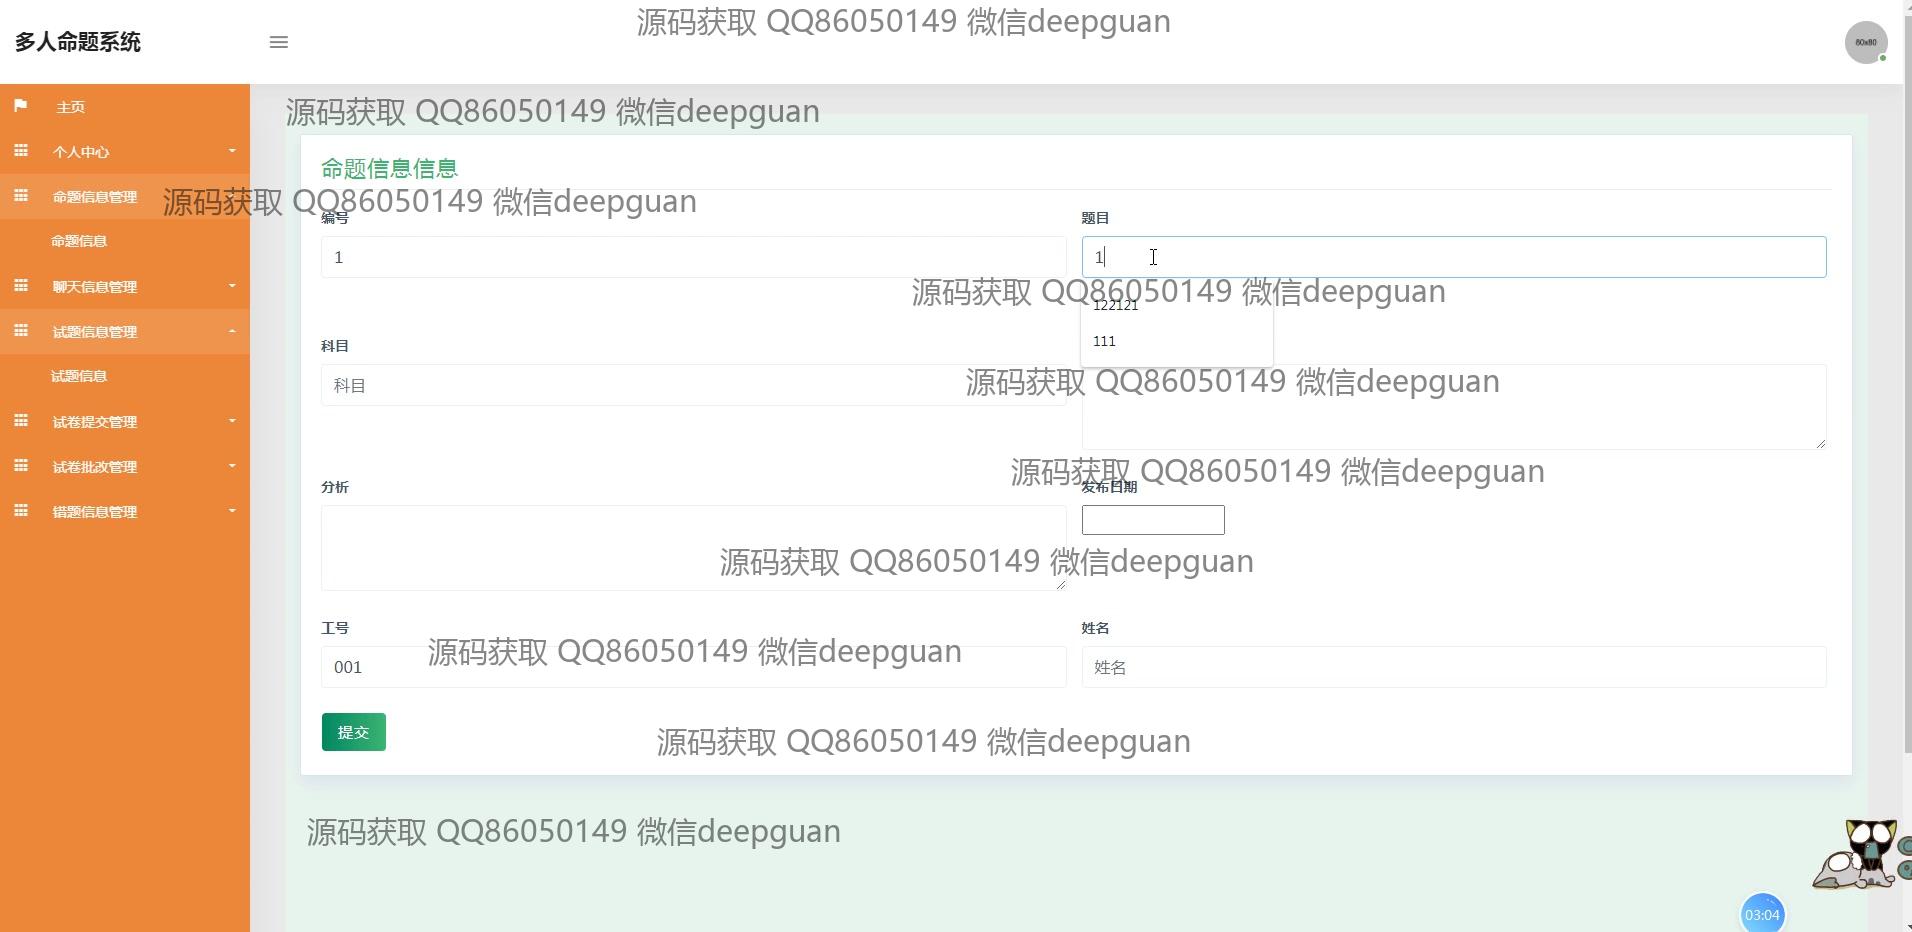 源码获取 QQ86050149 微信deepguan
多人命题系统
60x60
主页
源码获取 QQ86050149 微信deepguan
个人中心
命题信息信息
命题信息管理
源码获取 QQ86050149 微信deepguan
编号
题目
命题信息
1
1
源码获取 QQ86050149 微信deepguan
聊天信息管理
122121
试题信息管理
科目
111
试题信息
科目
源码获取 QQ86050149 微信deepguan
试卷提交管理
试卷批改管理
源码获取 QQ86050149 微信deepguan
分析
发布日期
错题信息管理
源码获取 QQ86050149 微信deepguan
工号
姓名
源码获取 QQ86050149 微信deepguan
001
姓名
提交
源码获取 QQ86050149 微信deepguan
源码获取 QQ86050149 微信deepguan
03:04